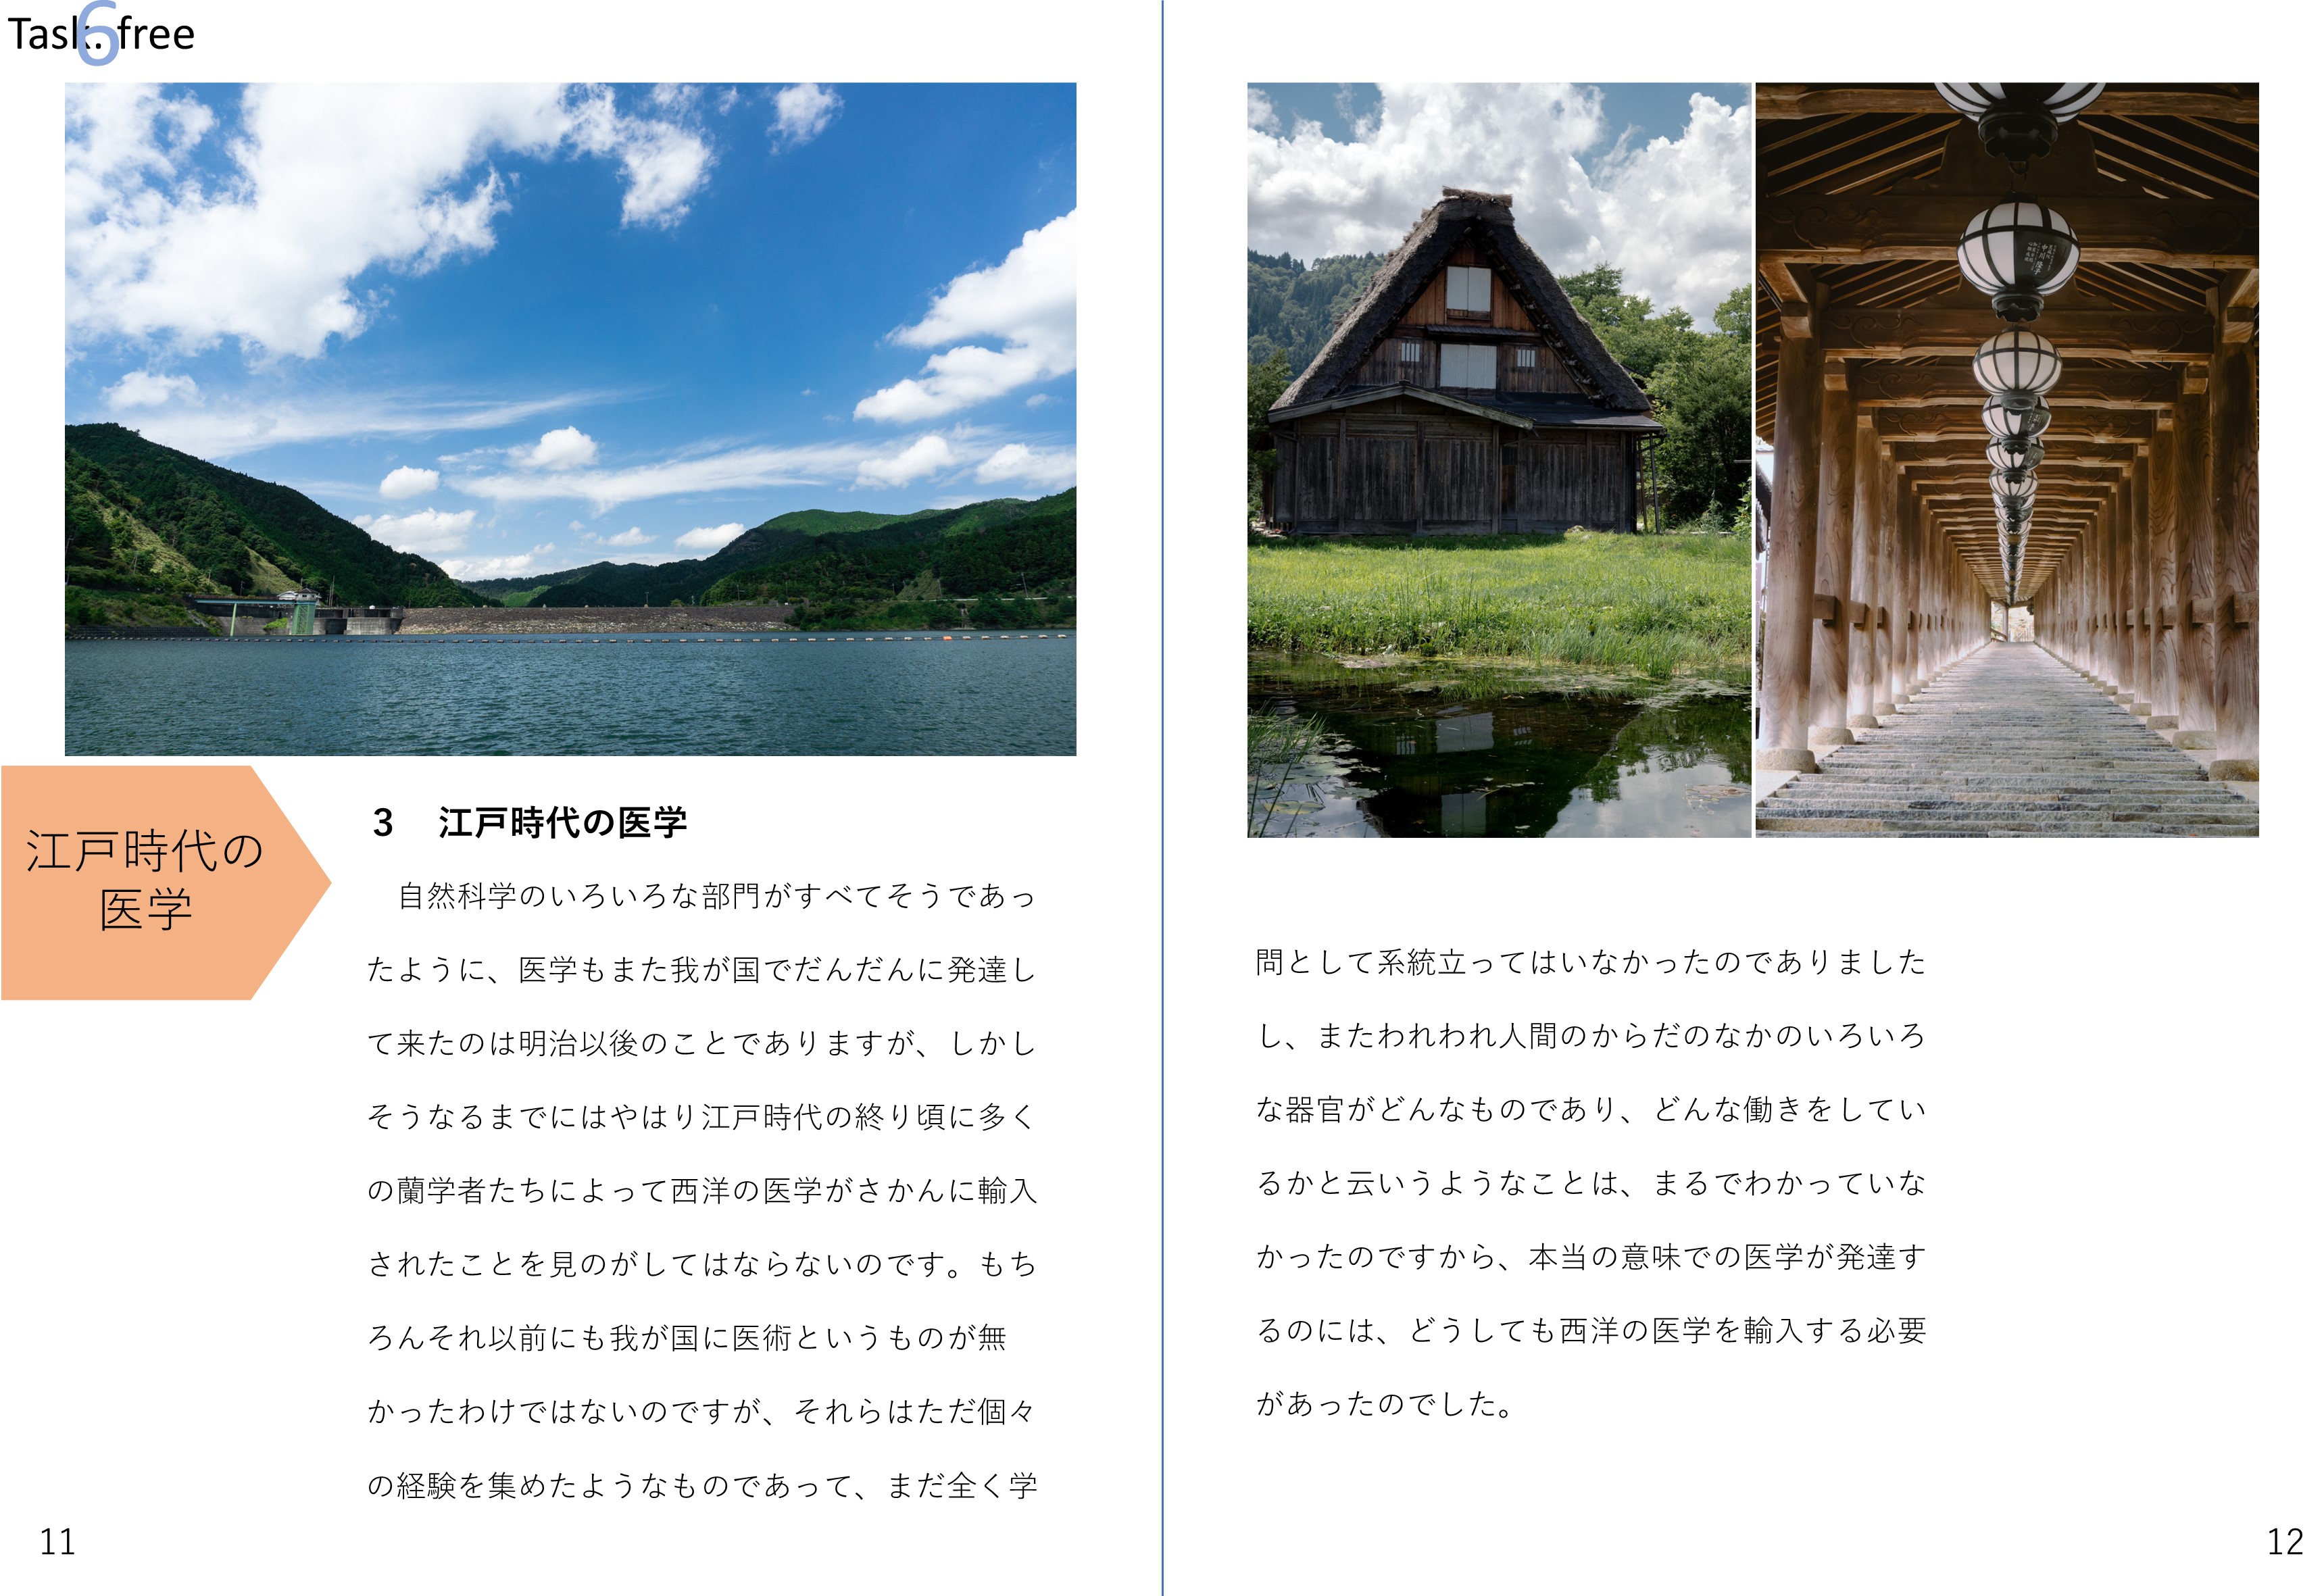 Task.6free
江戸時代の
医学
3　江戸時代の医学
　自然科学のいろいろな部門がすべてそうであっ
たように、医学もまた我が国でだんだんに発達し
て来たのは明治以後のことでありますが、しかし
そうなるまでにはやはり江戸時代の終り頃に多く
の蘭学者たちによって西洋の医学がさかんに輸入
されたことを見のがしてはならないのです。もち
ろんそれ以前にも我が国に医術というものが無
かったわけではないのですが、それらはただ個々
の経験を集めたようなものであって、まだ全く学
11
問として系統立ってはいなかったのでありました
し、またわれわれ人間のからだのなかのいろいろ
な器官がどんなものであり、どんな働きをしてい
るかと云いうようなことは、まるでわかっていな
かったのですから、本当の意味での医学が発達す
るのには、どうしても西洋の医学を輸入する必要
があったのでした。
12